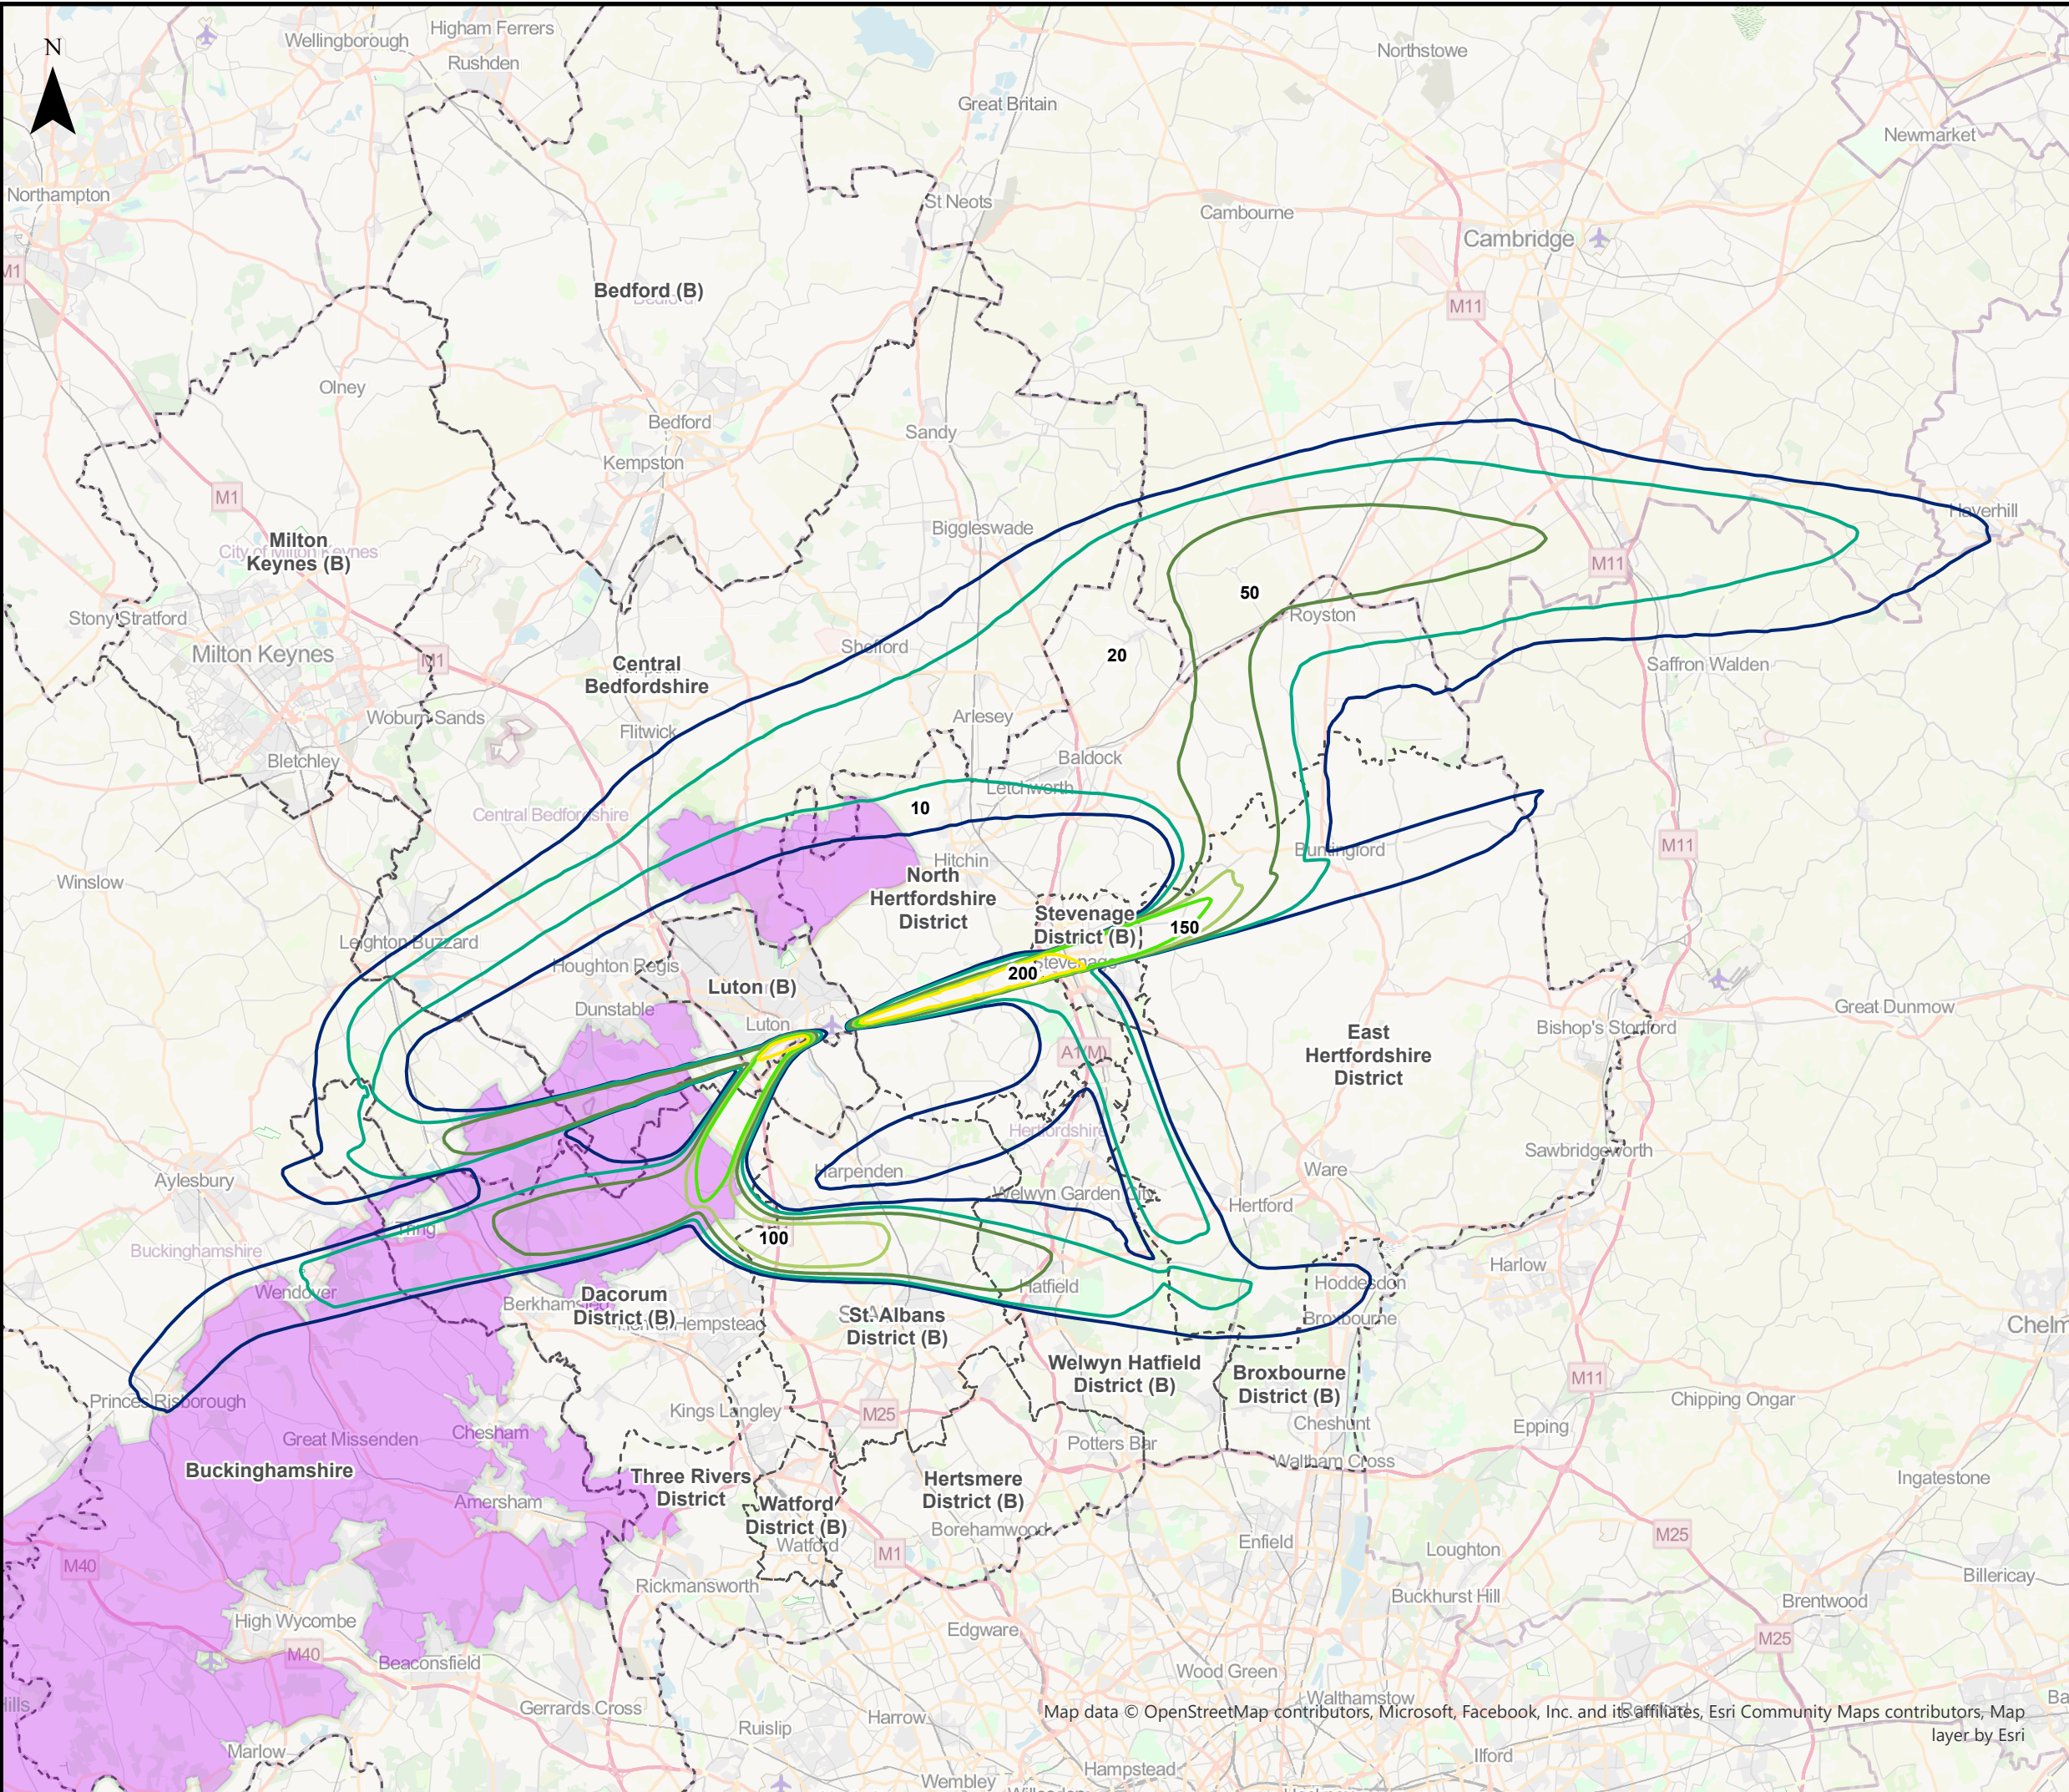 Higham Ferrers
Wellingborough
Rushden
N
Northstowe
Great Britain
Newmarket
Northampton
St Neots
Cambourne
Cambridge
M1
Bedford (B)
M11
Olney
Bedford
Sandy
Kempston
M1
Biggleswade
Haverhill
Milton
Keynes (B)
City of Milton Keynes
M11
50
Stony Stratford
Royston
Milton Keynes
M1
Shefford
20
Central
Bedfordshire
Saffron Walden
Woburn Sands
Arlesey
Flitwick
Bletchley
Baldock
Letchworth
Central Bedfordshire
10
M11
Buntingford
Hitchin
Winslow
North
Hertfordshire
District
Stevenage
District (B)
150
Leighton Buzzard
Houghton Regis
Stevenage
200
Luton (B)
Dunstable
Great Dunmow
Luton
Bishop's Stortford
East
Hertfordshire
District
A1(M)
Hertfordshire
Sawbridgeworth
Harpenden
Ware
Aylesbury
Welwyn Garden City
Hertford
Tring
100
Buckinghamshire
Harlow
Hoddesdon
Wendover
Hatfield
Dacorum
District (B)
Berkhamsted
Hempstead
St. Albans
District (B)
Broxbourne
Chelm
Welwyn Hatfield
District (B)
Broxbourne
District (B)
M11
Princes Risborough
Chipping Ongar
Kings Langley
M25
Cheshunt
Epping
Chesham
Great Missenden
Potters Bar
Waltham Cross
Buckinghamshire
Three Rivers
District
Hertsmere
District (B)
Ingatestone
Amersham
Watford
District (B)
Watford
Borehamwood
M1
Enfield
M25
Loughton
M40
Rickmansworth
Buckhurst Hill
Billericay
Brentwood
High Wycombe
Edgware
M25
M40
Beaconsfield
Wood Green
Walthamstow
Gerrards Cross
Harrow
Ruislip
Map data © OpenStreetMap contributors, Microsoft, Facebook, Inc. and its affiliates, Esri Community Maps contributors, Map
layer by Esri
Marlow
Ilford
Hampstead
Wembley